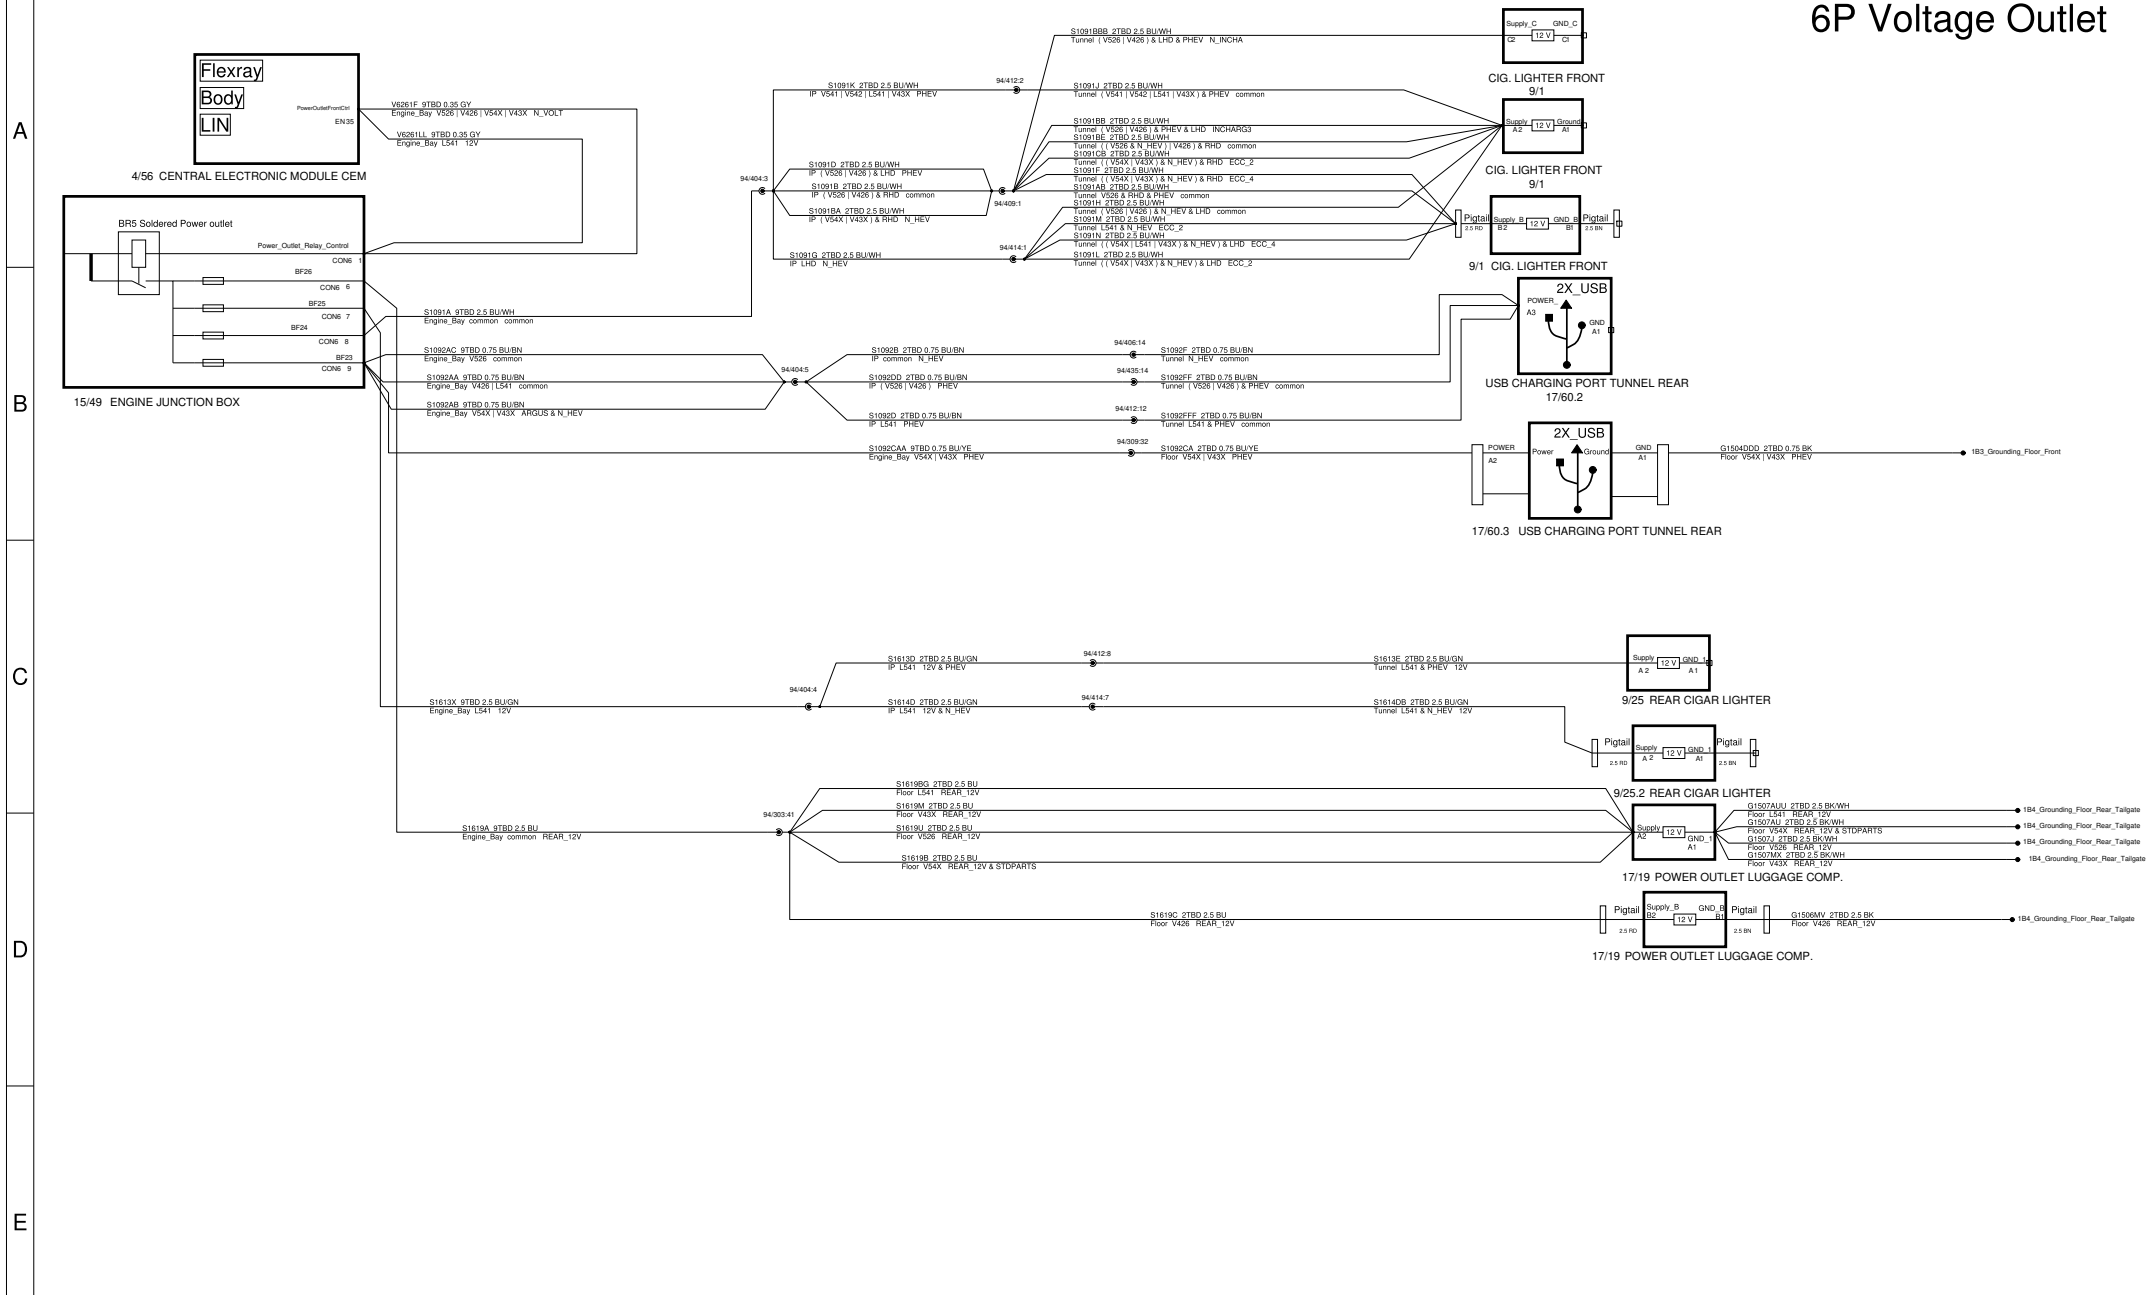 6P Voltage Outlet
A
B
C
D
E
Flexray
Body
LIN
PowerOutletFrontCtrl
EN35
4/56 CENTRAL ELECTRONIC MODULE CEM
V6261F 9TBD 0.35 GY
Engine_Bay V526 | V426 | V54X | V43X N_VOLT
V6261LL 9TBD 0.35 GY
Engine_Bay L541 12V
BR5 Soldered Power outlet
Power_Outlet_Relay_Control
CON6 1
BF26
CON6 6
BF25
CON6 7
BF24
CON6 8
BF23
CON6 9
15/49 ENGINE JUNCTION BOX
S1091A 9TBD 2.5 BU/WH
Engine_Bay common common
S1092AC 9TBD 0.75 BU/BN
Engine_Bay V526 common
S1092AA 9TBD 0.75 BU/BN
Engine_Bay V426 | L541 common
S1092AB 9TBD 0.75 BU/BN
Engine_Bay V54X | V43X ARGUS & N_HEV
94/404:3
S1091K 2TBD 2.5 BU/WH
IP V541 | V542 | L541 | V43X PHEV
94/412:2
S1091D 2TBD 2.5 BU/WH
IP ( V526 | V426 ) & LHD PHEV
S1091B 2TBD 2.5 BU/WH
IP ( V526 | V426 ) & RHD common
S1091BA 2TBD 2.5 BU/WH
IP ( V54X | V43X ) & RHD N_HEV
94/409:1
S1091G 2TBD 2.5 BU/WH
IP LHD N_HEV
94/414:1
S1091BBB 2TBD 2.5 BU/WH
Tunnel ( V526 | V426 ) & LHD & PHEV N_INCHA
S1091J 2TBD 2.5 BU/WH
Tunnel ( V541 | V542 | L541 | V43X ) & PHEV common
S1091BB 2TBD 2.5 BU/WH
Tunnel ( V526 | V426 ) & PHEV & LHD INCHARG3
S1091BE 2TBD 2.5 BU/WH
Tunnel ( ( V526 & N_HEV ) | V426 ) & RHD common
S1091CB 2TBD 2.5 BU/WH
Tunnel ( ( V54X | V43X ) & N_HEV ) & RHD ECC_2
S1091F 2TBD 2.5 BU/WH
Tunnel ( ( V54X | V43X ) & N_HEV ) & RHD ECC_4
S1091AB 2TBD 2.5 BU/WH
Tunnel V526 & RHD & PHEV common
S1091H 2TBD 2.5 BU/WH
Tunnel ( V526 | V426 ) & N_HEV & LHD common
S1091M 2TBD 2.5 BU/WH
Tunnel L541 & N_HEV ECC_2
S1091N 2TBD 2.5 BU/WH
Tunnel ( ( V54X | L541 | V43X ) & N_HEV ) & LHD ECC_4
S1091L 2TBD 2.5 BU/WH
Tunnel ( ( V54X | V43X ) & N_HEV ) & LHD ECC_2
Supply_C GND_C
C2 12 V C1
CIG. LIGHTER FRONT
9/1
Supply Ground
A2 12 V A1
CIG. LIGHTER FRONT
9/1
Pigtail Supply_B 12 V GND_B Pigtail
2.5 RD B2 B1 2.5 BN
9/1 CIG. LIGHTER FRONT
2X_USB
POWER_
A3
GND
A1
USB CHARGING PORT TUNNEL REAR
17/60.2
94/404:5
S1092B 2TBD 0.75 BU/BN
IP common N_HEV
94/406:14
S1092F 2TBD 0.75 BU/BN
Tunnel N_HEV common
S1092DD 2TBD 0.75 BU/BN
IP ( V526 | V426 ) PHEV
94/435:14
S1092FF 2TBD 0.75 BU/BN
Tunnel ( V526 | V426 ) & PHEV common
S1092D 2TBD 0.75 BU/BN
IP L541 PHEV
94/412:12
S1092FFF 2TBD 0.75 BU/BN
Tunnel L541 & PHEV common
S1092CAA 9TBD 0.75 BU/YE
Engine_Bay V54X | V43X PHEV
94/309:32
S1092CA 2TBD 0.75 BU/YE
Floor V54X | V43X PHEV
2X_USB
POWER Power Ground GND
A2 A1
17/60.3 USB CHARGING PORT TUNNEL REAR
G1504DDD 2TBD 0.75 BK
Floor V54X | V43X PHEV
1B3_Grounding_Floor_Front
S1613X 9TBD 2.5 BU/GN
Engine_Bay L541 12V
94/404:4
S1613D 2TBD 2.5 BU/GN
IP L541 12V & PHEV
94/412:8
S1613E 2TBD 2.5 BU/GN
Tunnel L541 & PHEV 12V
S1614D 2TBD 2.5 BU/GN
IP L541 12V & N_HEV
94/414:7
S1614DB 2TBD 2.5 BU/GN
Tunnel L541 & N_HEV 12V
Supply 12 V GND_1
A 2 A 1
9/25 REAR CIGAR LIGHTER
Pigtail Supply 12 V GND_1 Pigtail
2.5 RD A 2 A1 2.5 BN
9/25.2 REAR CIGAR LIGHTER
S1619A 9TBD 2.5 BU
Engine_Bay common REAR_12V
94/303:41
S1619BG 2TBD 2.5 BU
Floor L541 REAR_12V
S1619M 2TBD 2.5 BU
Floor V43X REAR_12V
S1619U 2TBD 2.5 BU
Floor V526 REAR_12V
S1619B 2TBD 2.5 BU
Floor V54X REAR_12V & STDPARTS
Supply 12 V GND_1
A2 A1
17/19 POWER OUTLET LUGGAGE COMP.
G1507AUU 2TBD 2.5 BK/WH
Floor L541 REAR_12V
1B4_Grounding_Floor_Rear_Tailgate
G1507AU 2TBD 2.5 BK/WH
Floor V54X REAR_12V & STDPARTS
1B4_Grounding_Floor_Rear_Tailgate
G1507J 2TBD 2.5 BK/WH
Floor V526 REAR_12V
1B4_Grounding_Floor_Rear_Tailgate
G1507MX 2TBD 2.5 BK/WH
Floor V43X REAR_12V
1B4_Grounding_Floor_Rear_Tailgate
S1619C 2TBD 2.5 BU
Floor V426 REAR_12V
Pigtail Supply_B 12 V GND_B Pigtail
2.5 RD B2 B1 2.5 BN
17/19 POWER OUTLET LUGGAGE COMP.
G1506MV 2TBD 2.5 BK
Floor V426 REAR_12V
1B4_Grounding_Floor_Rear_Tailgate